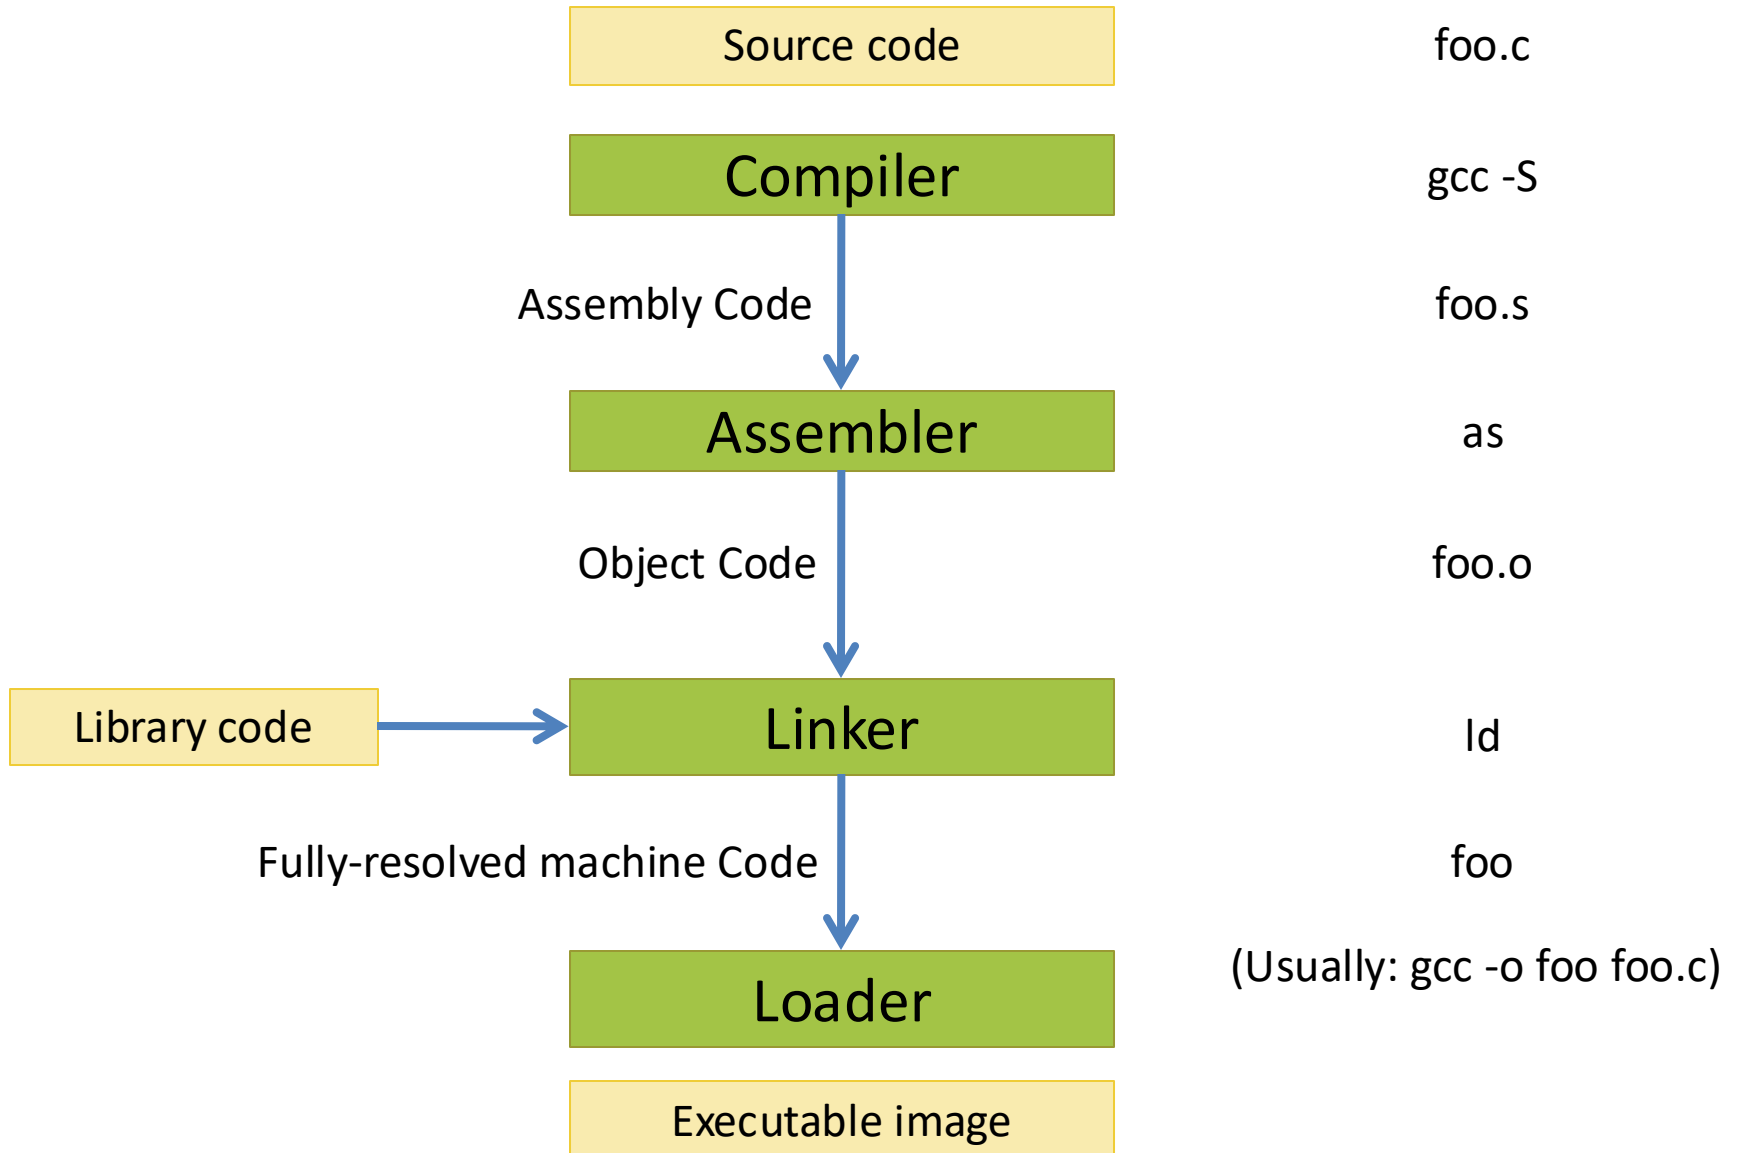 Source code
foo.c
Compiler
gcc -S
Assembly Code
foo.s
Assembler
as
Object Code
foo.o
Library code
Linker
ld
Fully-resolved machine Code
foo
(Usually: gcc -o foo foo.c)
Loader
Executable image